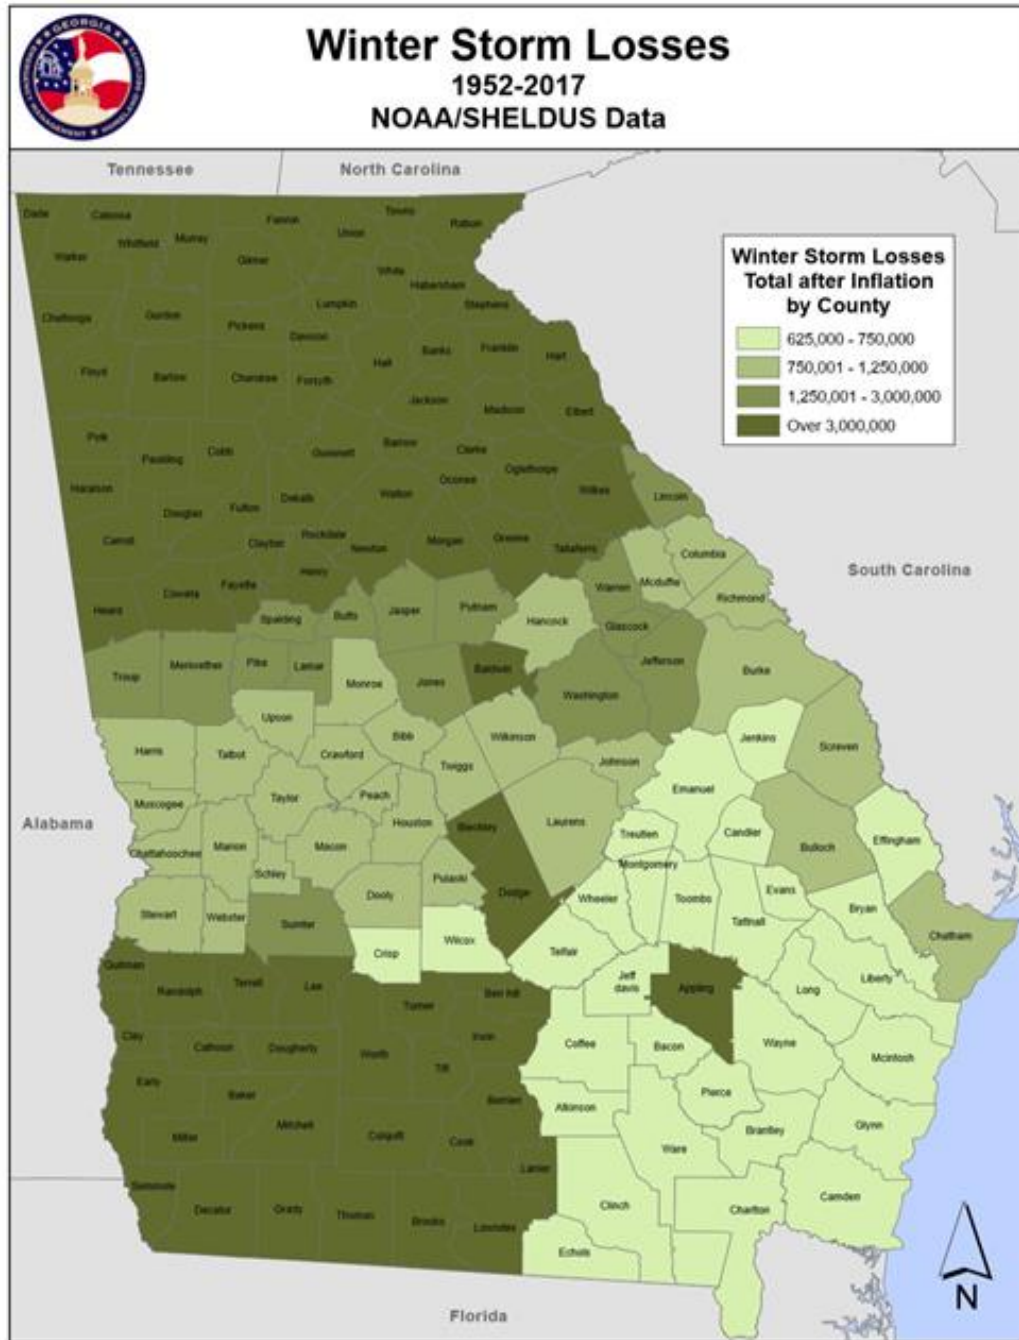 GEORGIA
Winter Storm Losses
1952-2017
NOAA/SHELDUS Data
Tennessee
North Carolina
Winter Storm Losses
Total after Inflation
by County
625,000 - 750,000
750,001 - 1,250,000
1,250,001 - 3,000,000
Over 3,000,000
Dade
Catoosa
Fannin
Towns
Rabun
Union
Walker
Whitfield
Murray
Gilmer
White
Habersham
Lumpkin
Stephens
Chattooga
Gordon
Pickens
Dawson
Hall
Banks
Franklin
Hart
Floyd
Bartow
Cherokee
Forsyth
Jackson
Madison
Elbert
Polk
Paulding
Cobb
Gwinnett
Barrow
Clarke
Oconee
Oglethorpe
Haralson
Douglas
Fulton
Dekalb
Walton
Wilkes
Lincoln
Carroll
Clayton
Rockdale
Newton
Morgan
Greene
Taliaferro
Columbia
Heard
Coweta
Fayette
Henry
Warren
Mcduffie
Richmond
South Carolina
Spalding
Butts
Jasper
Putnam
Hancock
Glascock
Troup
Meriwether
Pike
Lamar
Monroe
Jones
Baldwin
Washington
Jefferson
Burke
Upson
Harris
Talbot
Crawford
Bibb
Twiggs
Wilkinson
Johnson
Jenkins
Screven
Muscogee
Taylor
Peach
Houston
Bleckley
Laurens
Emanuel
Alabama
Chattahoochee
Marion
Schley
Macon
Pulaski
Dodge
Treutlen
Montgomery
Candler
Bulloch
Effingham
Stewart
Webster
Sumter
Dooly
Wilcox
Wheeler
Toombs
Evans
Tattnall
Bryan
Chatham
Crisp
Telfair
Jeff
davis
Appling
Long
Liberty
Quitman
Randolph
Terrell
Lee
Turner
Ben hill
Clay
Calhoun
Dougherty
Worth
Tift
Irwin
Coffee
Bacon
Wayne
Mcintosh
Early
Baker
Berrien
Atkinson
Pierce
Miller
Mitchell
Colquitt
Cook
Ware
Brantley
Glynn
Seminole
Decatur
Grady
Thomas
Brooks
Lowndes
Lanier
Clinch
Charlton
Camden
Echols
Florida
N